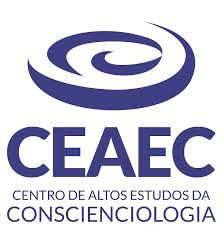 CEAEC
CENTRO DE ALTOS ESTUDOS DA
CONSCIENCIOLOGIA